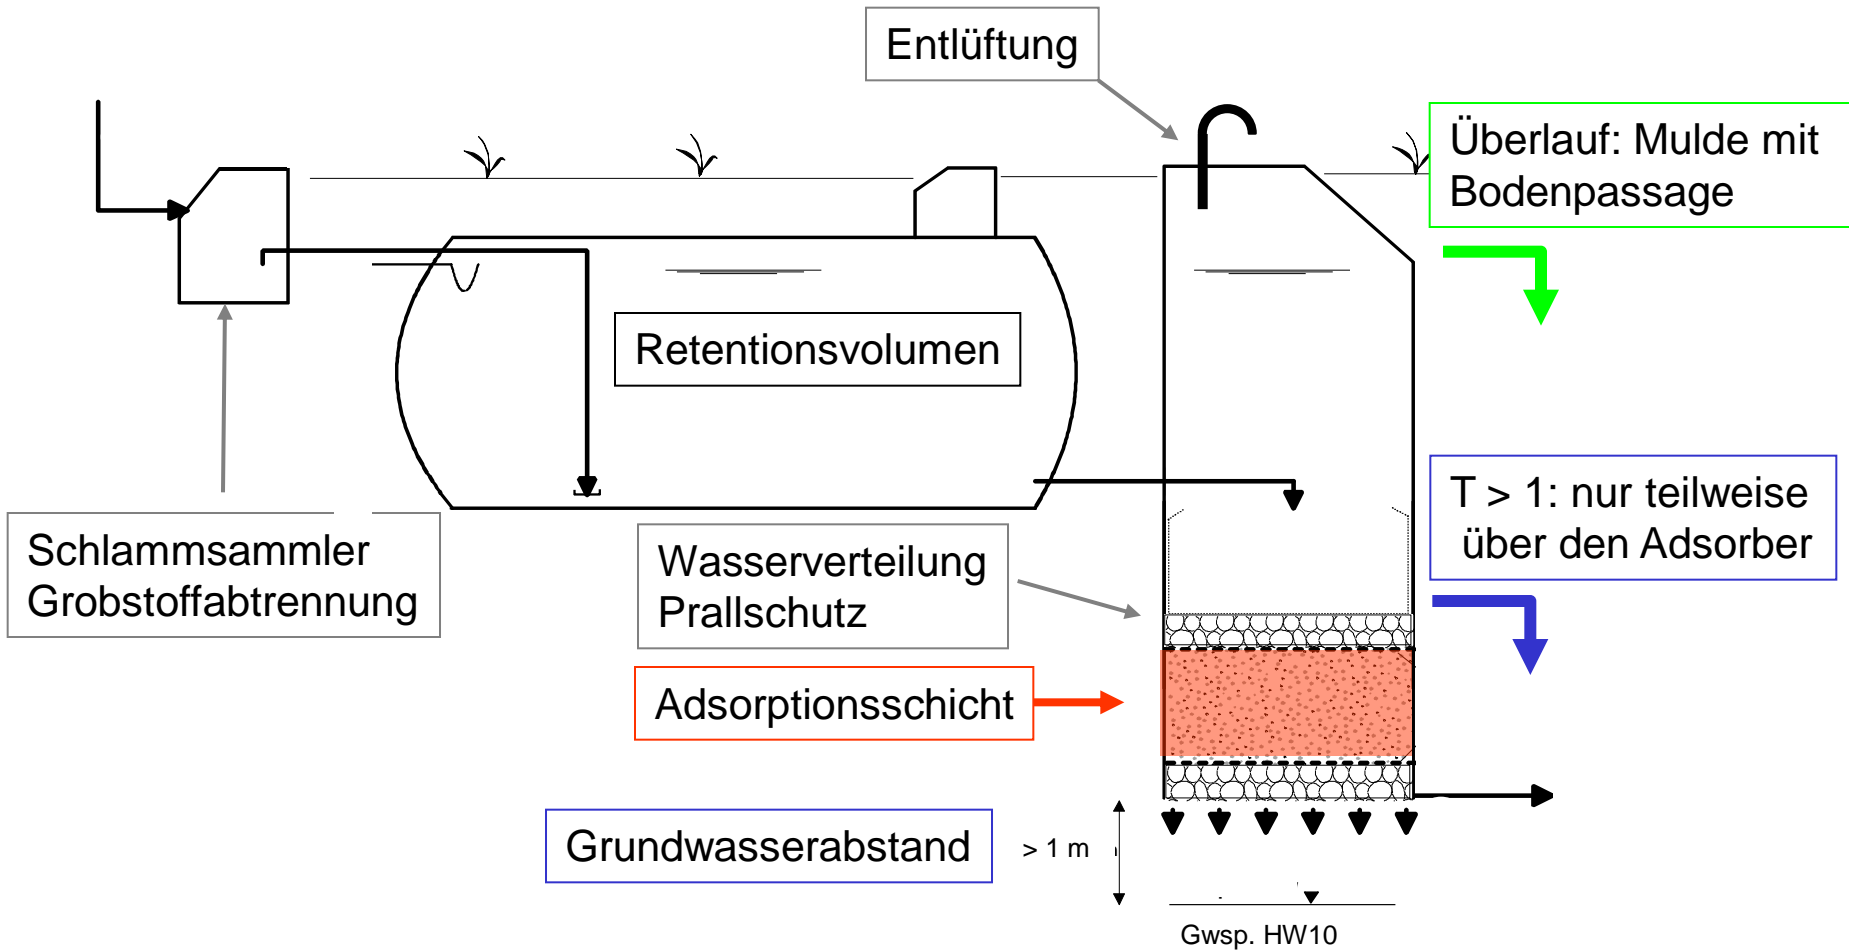 Entlüftung
Überlauf: Mulde mit
Bodenpassage
Retentionsvolumen
Schlammsammler
Grobstoffabtrennung
Wasserverteilung
Prallschutz
T > 1: nur teilweise
über den Adsorber
Adsorptionsschicht
Grundwasserabstand
> 1 m
Gwsp. HW10